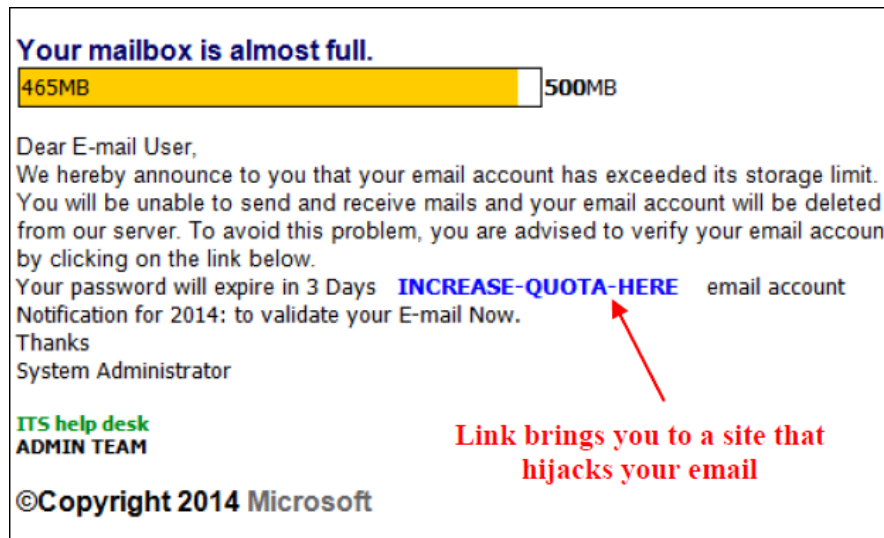 Your mailbox is almost full.
465MB 500MB
Dear E-mail User,
We hereby announce to you that your email account has exceeded its storage limit.
You will be unable to send and receive mails and your email account will be deleted
from our server. To avoid this problem, you are advised to verify your email accoun
by clicking on the link below.
Your password will expire in 3 Days INCREASE-QUOTA-HERE email account
Notification for 2014: to validate your E-mail Now.
Thanks
System Administrator
ITS help desk
ADMIN TEAM
Link brings you to a site that
hijacks your email
©Copyright 2014 Microsoft